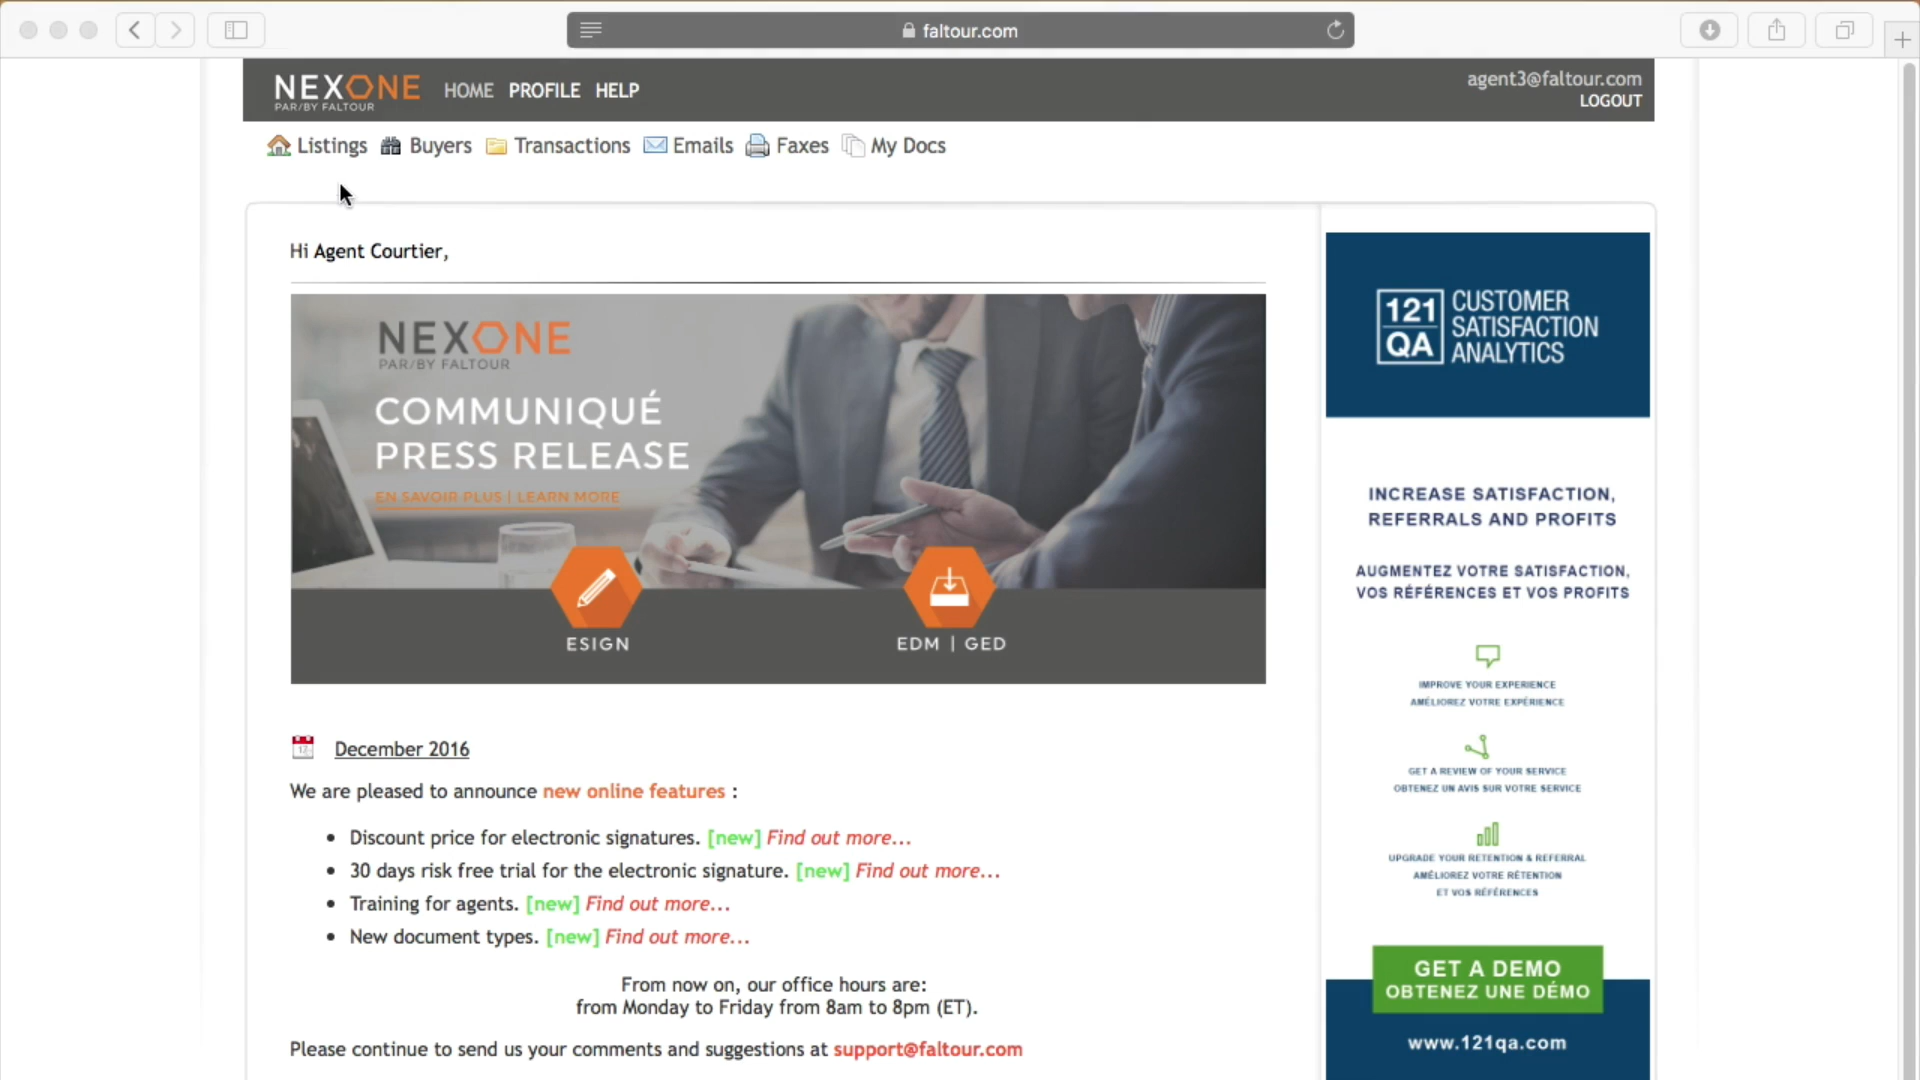 faltour.com
NEXONE
PAR/BY FALTOUR
HOME PROFILE HELP
agent3@faltour.com
LOGOUT
Listings Buyers Transactions Emails Faxes My Docs
Hi Agent Courtier,
NEXONE
PAR/BY FALTOUR
COMMUNIQUÉ
PRESS RELEASE
EN SAVOIR PLUS | LEARN MORE
ESIGN
EDM | GED
December 2016
We are pleased to announce new online features :
• Discount price for electronic signatures. [new] Find out more...
• 30 days risk free trial for the electronic signature. [new] Find out more...
• Training for agents. [new] Find out more...
• New document types. [new] Find out more...
From now on, our office hours are:
from Monday to Friday from 8am to 8pm (ET).
Please continue to send us your comments and suggestions at support@faltour.com
121 QA
CUSTOMER
SATISFACTION
ANALYTICS
INCREASE SATISFACTION,
REFERRALS AND PROFITS
AUGMENTEZ VOTRE SATISFACTION,
VOS RÉFÉRENCES ET VOS PROFITS
IMPROVE YOUR EXPERIENCE
AMÉLIOREZ VOTRE EXPÉRIENCE
GET A REVIEW OF YOUR SERVICE
OBTENEZ UN AVIS SUR VOTRE SERVICE
UPGRADE YOUR RETENTION & REFERRAL
AMÉLIOREZ VOTRE RÉTENTION
ET VOS RÉFÉRENCES
GET A DEMO
OBTENEZ UNE DÉMO
www.121qa.com